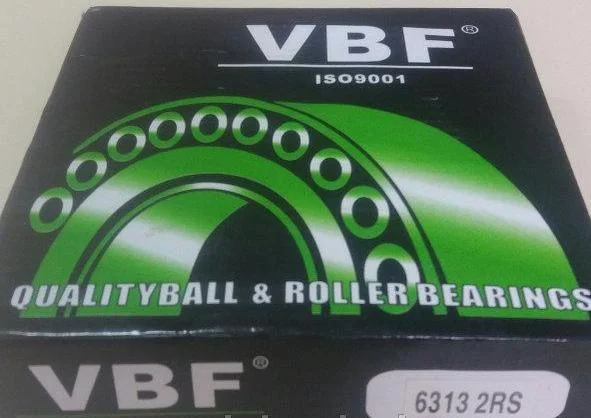 VBF®
ISO9001
QUALITYBALL & ROLLER BEARINGS
VBF®
6313 2RS